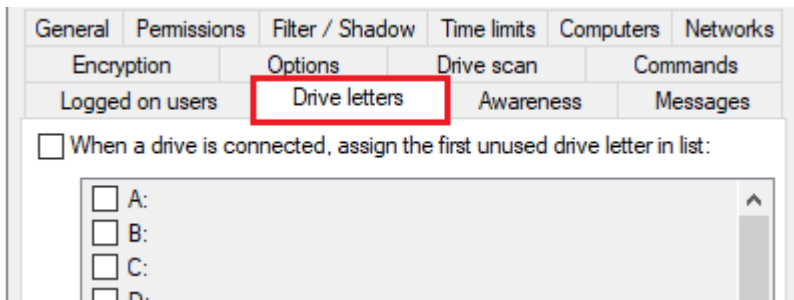 General Permissions Filter / Shadow Time limits Computers Networks
Encryption Options Drive scan Commands
Logged on users Drive letters Awareness Messages
When a drive is connected, assign the first unused drive letter in list:
A:
B:
C:
D: